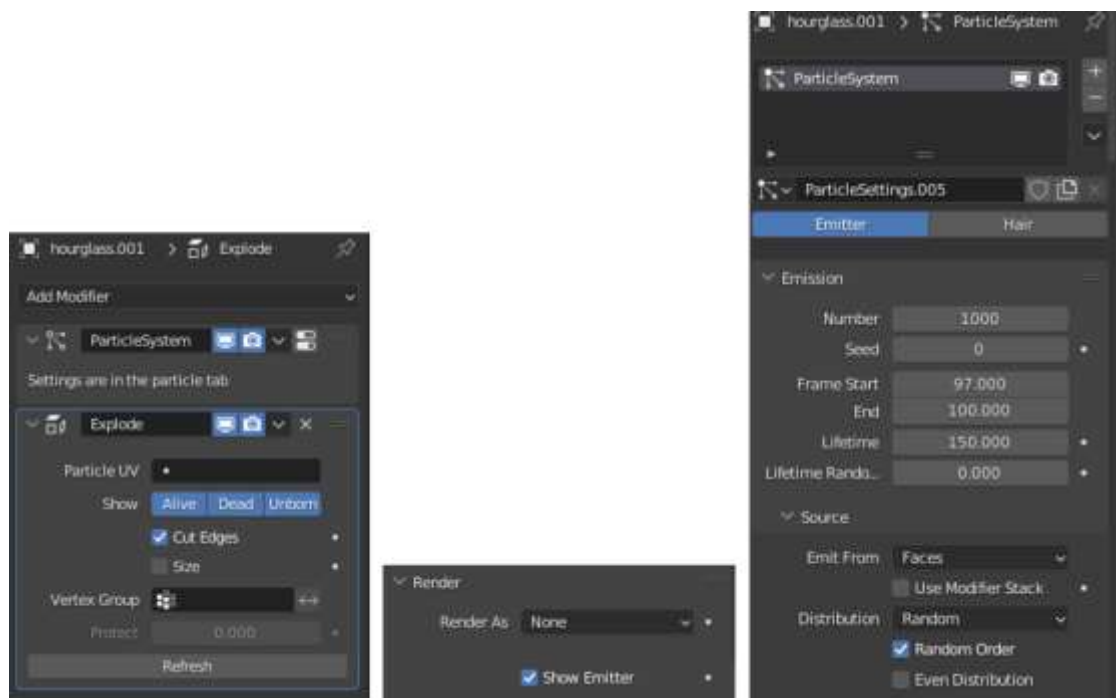 hourglass.001 > Explode
Add Modifier
ParticleSystem
Settings are in the particle tab
Explode
Particle UV
Show Alive Dead Unborn
Cut Edges
Size
Vertex Group
Protect 0.000
Refresh
Render
Render As None
Show Emitter
hourglass.001 > ParticleSystem
ParticleSystem
ParticleSettings.005
Emitter Hair
Emission
Number 1000
Seed 0
Frame Start 97.000
End 100.000
Lifetime 150.000
Lifetime Rando... 0.000
Source
Emit From Faces
Use Modifier Stack
Distribution Random
Random Order
Even Distribution